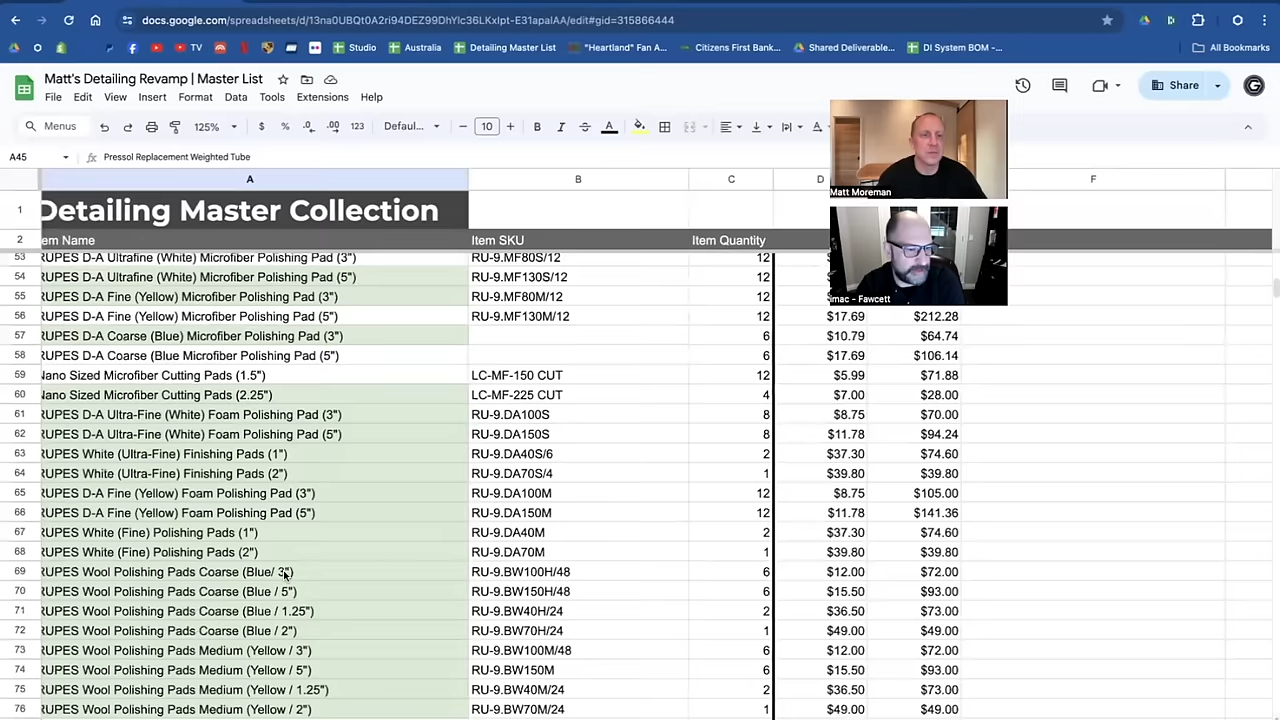 docs.google.com/spreadsheets/d/13na0UBQt0A2ri94DEZ99DhYlc36LKxIpt-E31apalAA/edit#gid=315866444
TV Studio Australia Detailing Master List "Heartland" Fan A... Citizens First Bank... Shared Deliverable... DI System BOM -... All Bookmarks
Matt's Detailing Revamp | Master List
File Edit View Insert Format Data Tools Extensions Help
Share
Menus 125% $ % .0 .00 123 Defaul... 10 B I S A A
A45 fx Pressol Replacement Weighted Tube
A B C D F
1 Detailing Master Collection
2 em Name Item SKU Item Quantity
53 RUPES D-A Ultrafine (White) Microfiber Polishing Pad (3") RU-9.MF80S/12 12
54 RUPES D-A Ultrafine (White) Microfiber Polishing Pad (5") RU-9.MF130S/12 12
55 RUPES D-A Fine (Yellow) Microfiber Polishing Pad (3") RU-9.MF80M/12 12
56 RUPES D-A Fine (Yellow) Microfiber Polishing Pad (5") RU-9.MF130M/12 12 $17.69 $212.28
57 RUPES D-A Coarse (Blue) Microfiber Polishing Pad (3") 6 $10.79 $64.74
58 RUPES D-A Coarse (Blue Microfiber Polishing Pad (5") 6 $17.69 $106.14
59 Nano Sized Microfiber Cutting Pads (1.5") LC-MF-150 CUT 12 $5.99 $71.88
60 Nano Sized Microfiber Cutting Pads (2.25") LC-MF-225 CUT 4 $7.00 $28.00
61 RUPES D-A Ultra-Fine (White) Foam Polishing Pad (3") RU-9.DA100S 8 $8.75 $70.00
62 RUPES D-A Ultra-Fine (White) Foam Polishing Pad (5") RU-9.DA150S 8 $11.78 $94.24
63 RUPES White (Ultra-Fine) Finishing Pads (1") RU-9.DA40S/6 2 $37.30 $74.60
64 RUPES White (Ultra-Fine) Finishing Pads (2") RU-9.DA70S/4 1 $39.80 $39.80
65 RUPES D-A Fine (Yellow) Foam Polishing Pad (3") RU-9.DA100M 12 $8.75 $105.00
66 RUPES D-A Fine (Yellow) Foam Polishing Pad (5") RU-9.DA150M 12 $11.78 $141.36
67 RUPES White (Fine) Polishing Pads (1") RU-9.DA40M 2 $37.30 $74.60
68 RUPES White (Fine) Polishing Pads (2") RU-9.DA70M 1 $39.80 $39.80
69 RUPES Wool Polishing Pads Coarse (Blue/ 3") RU-9.BW100H/48 6 $12.00 $72.00
70 RUPES Wool Polishing Pads Coarse (Blue / 5") RU-9.BW150H/48 6 $15.50 $93.00
71 RUPES Wool Polishing Pads Coarse (Blue / 1.25") RU-9.BW40H/24 2 $36.50 $73.00
72 RUPES Wool Polishing Pads Coarse (Blue / 2") RU-9.BW70H/24 1 $49.00 $49.00
73 RUPES Wool Polishing Pads Medium (Yellow / 3") RU-9.BW100M/48 6 $12.00 $72.00
74 RUPES Wool Polishing Pads Medium (Yellow / 5") RU-9.BW150M 6 $15.50 $93.00
75 RUPES Wool Polishing Pads Medium (Yellow / 1.25") RU-9.BW40M/24 2 $36.50 $73.00
76 RUPES Wool Polishing Pads Medium (Yellow / 2") RU-9.BW70M/24 1 $49.00 $49.00
Matt Moreman
imac - Fawcett